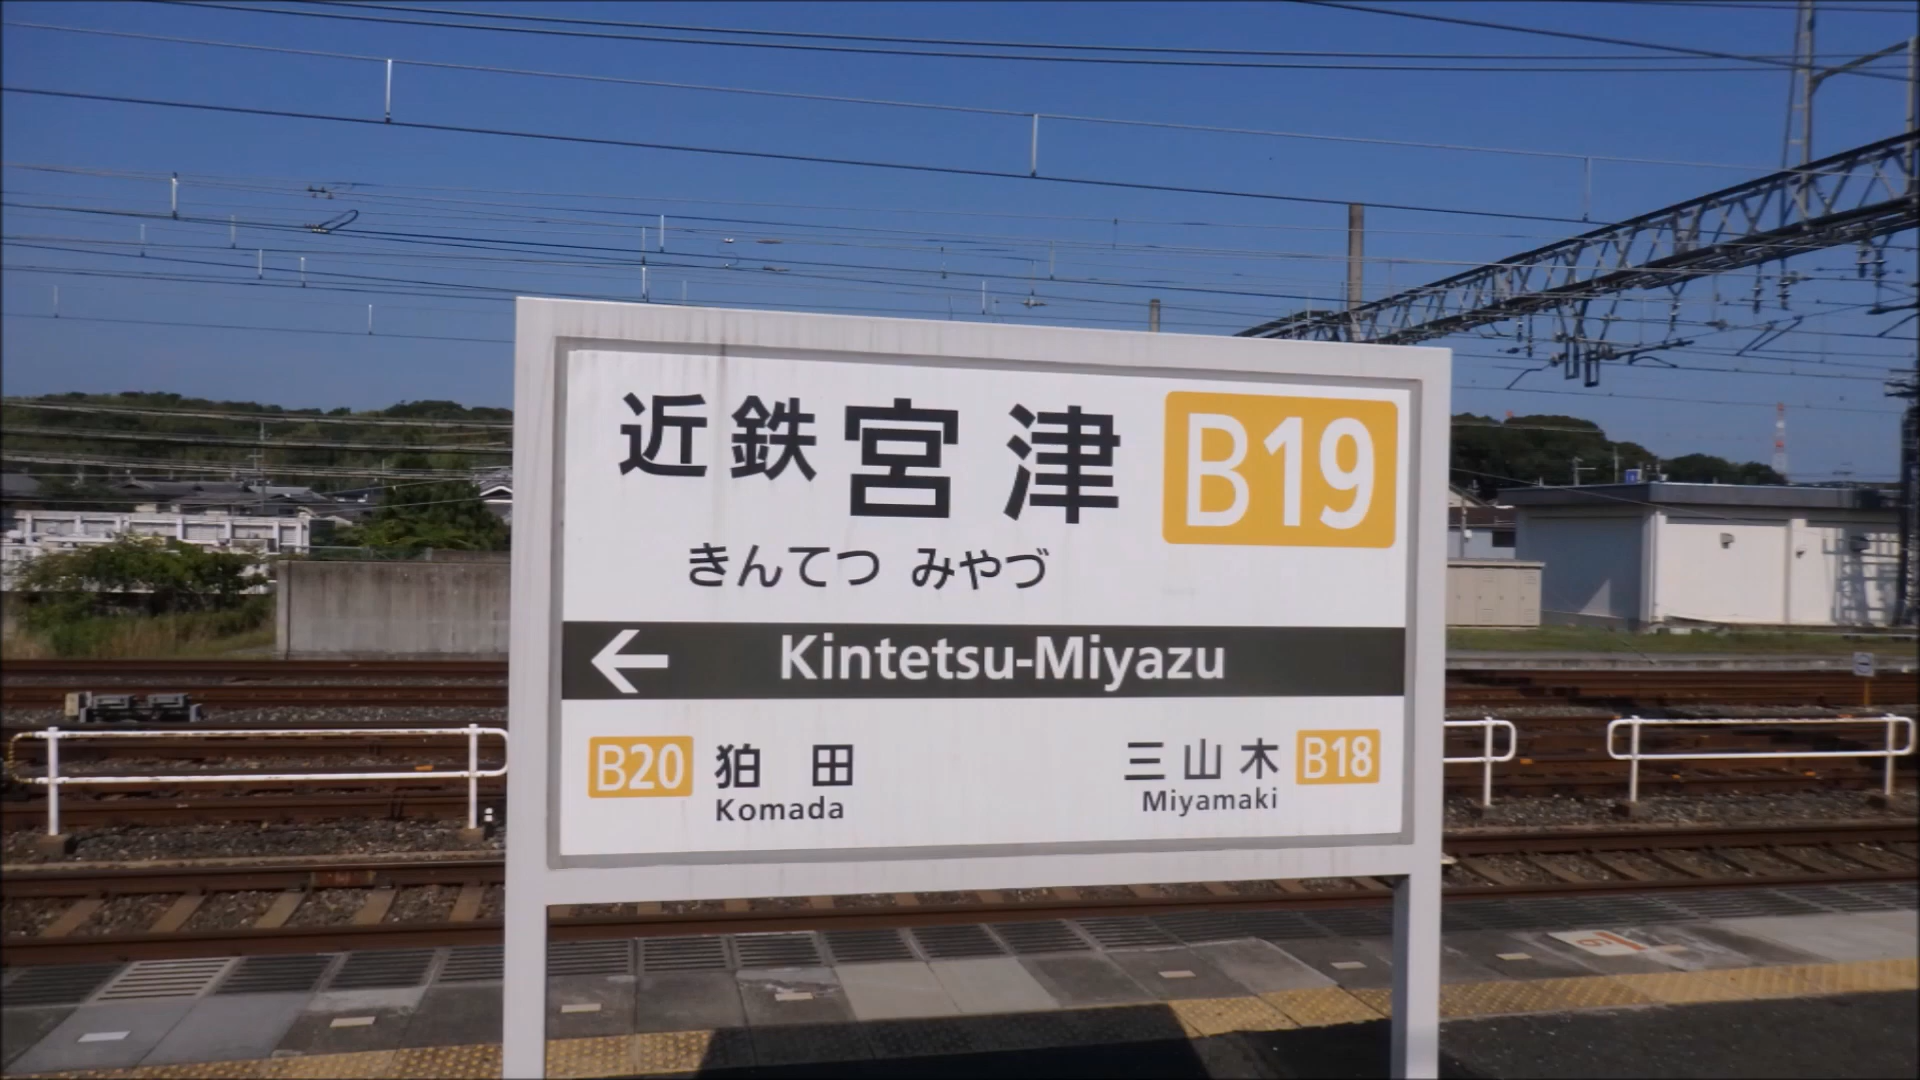 近鉄宮津 B19
きんてつ みやづ
← Kintetsu-Miyazu
B20 狛田 三山木 B18
Komada Miyamaki